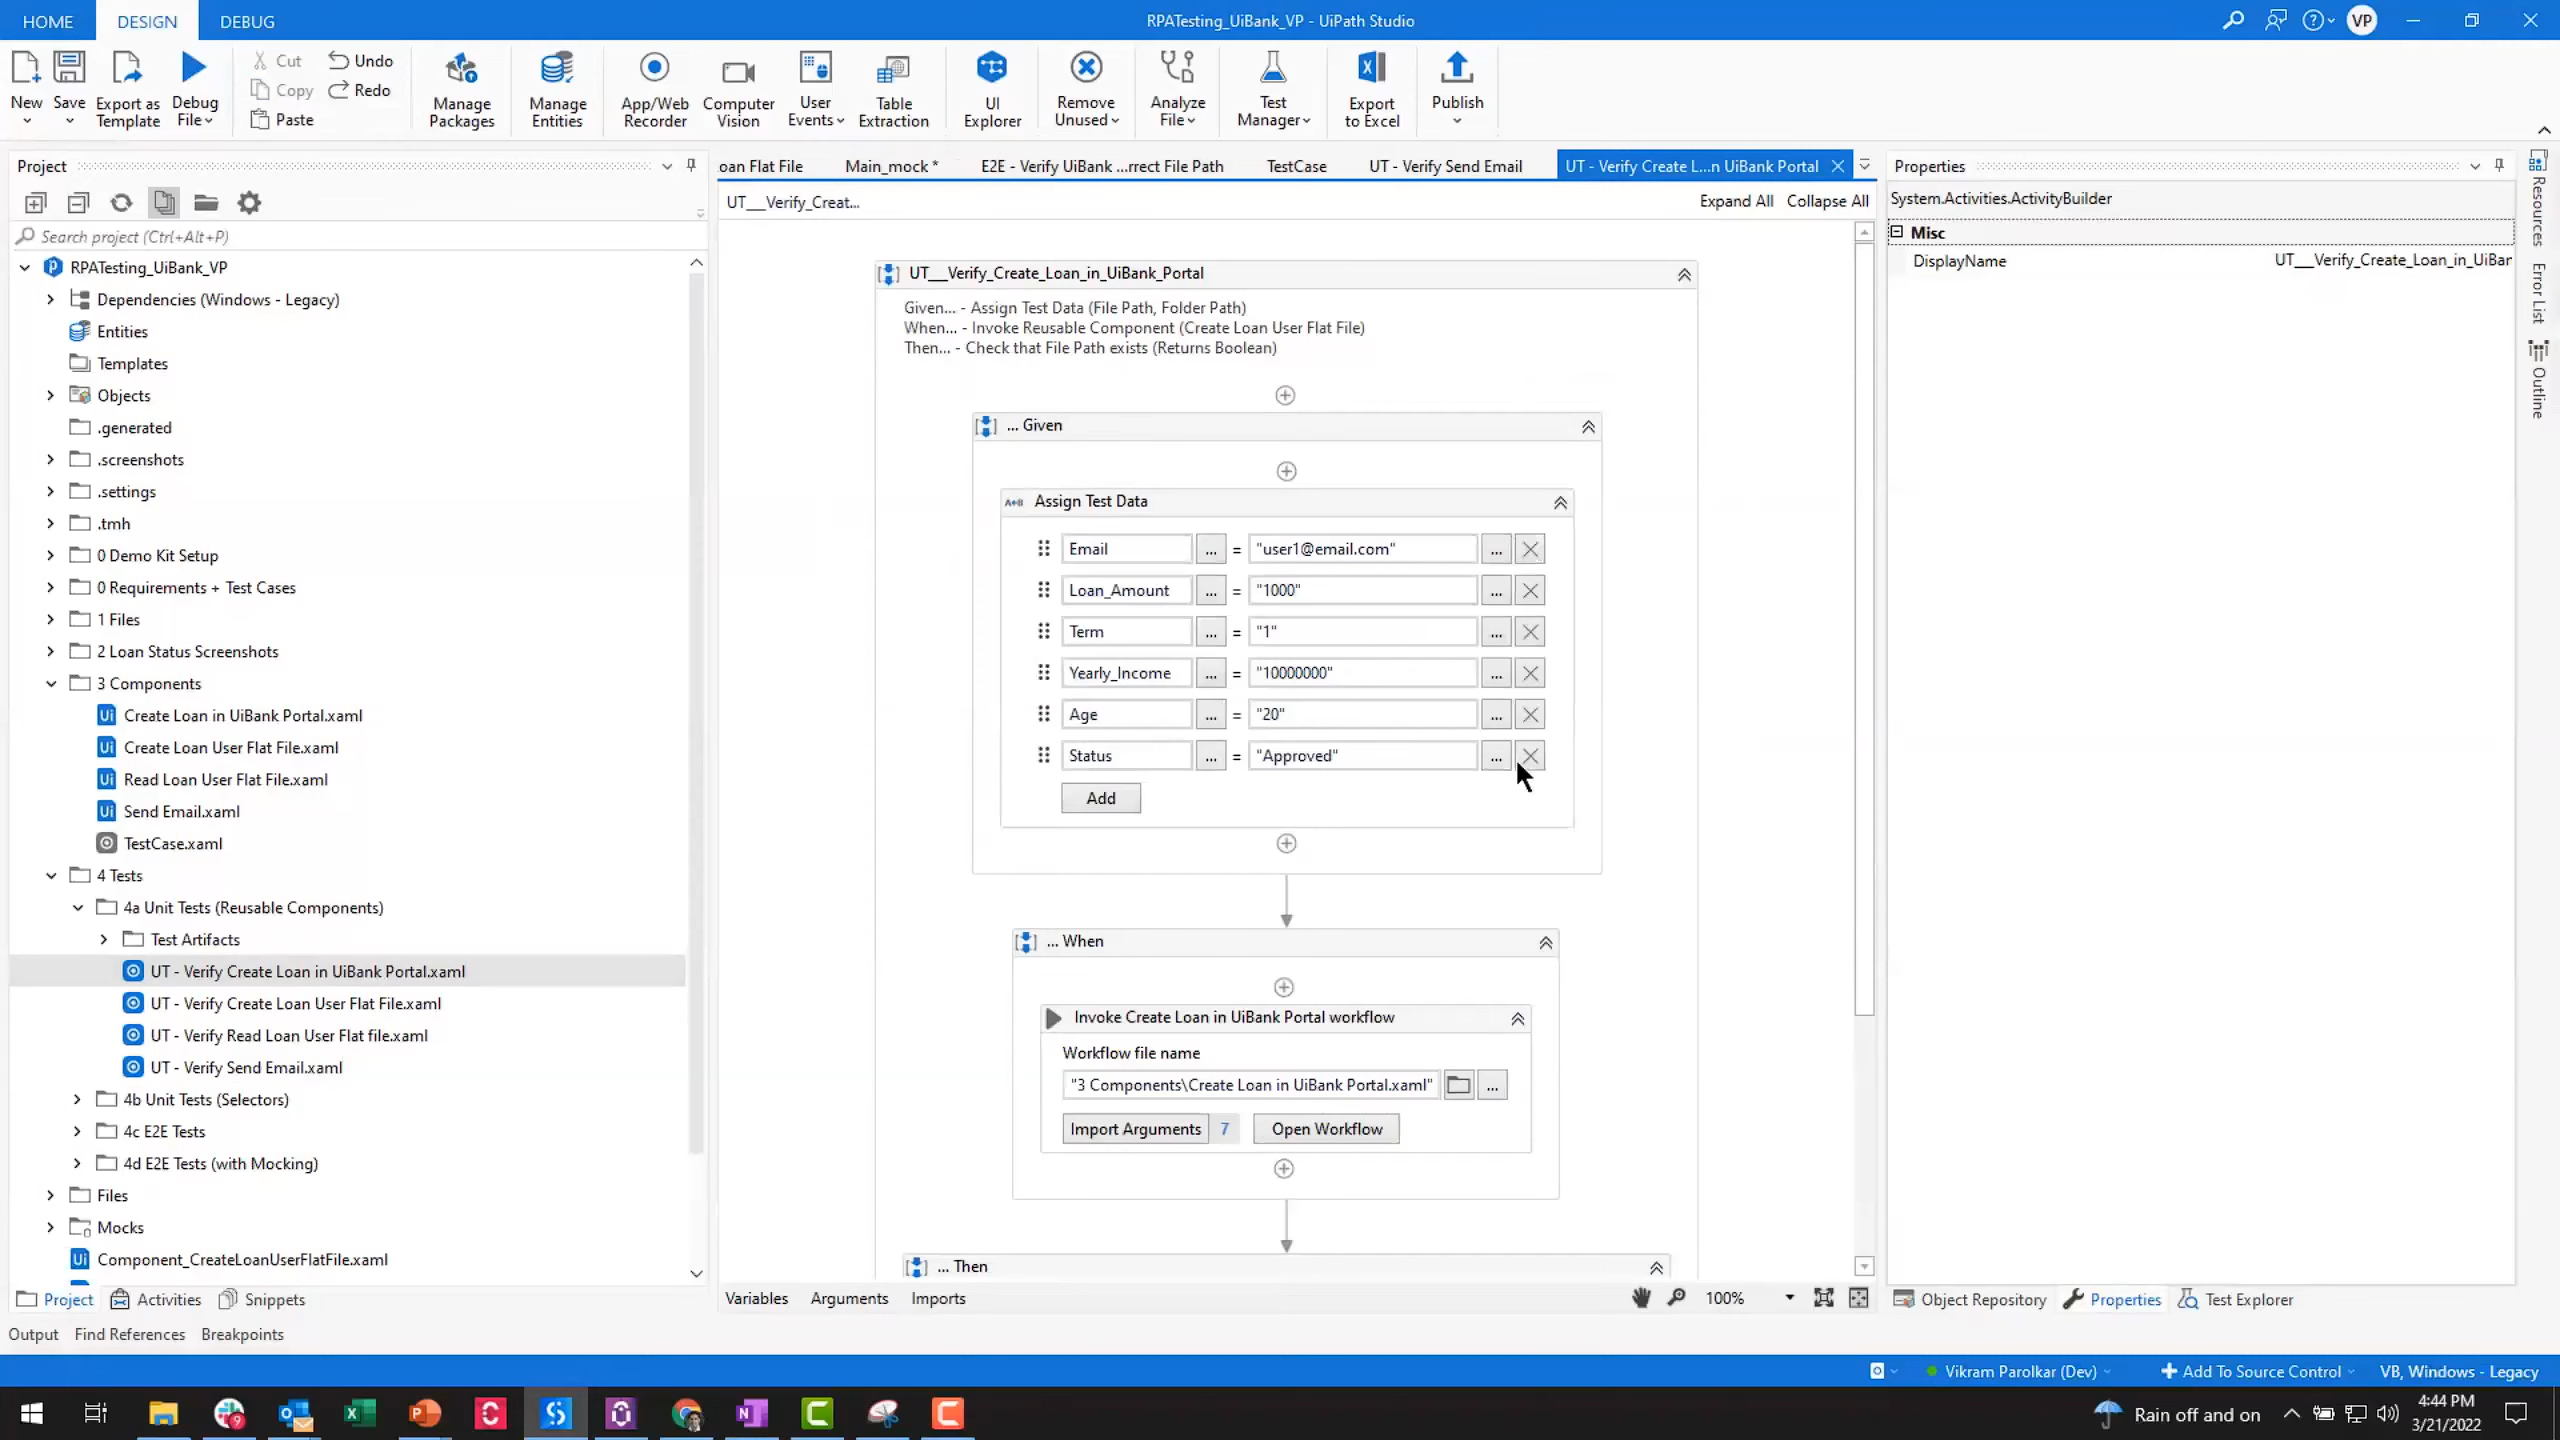 HOME DESIGN DEBUG RPATesting_UiBank_VP - UiPath Studio VP
New Save Export as Template Debug File Cut Copy Paste Undo Redo Manage Packages Manage Entities App/Web Recorder Computer Vision User Events Table Extraction UI Explorer Remove Unused Analyze File Test Manager Export to Excel Publish
Project
Search project (Ctrl+Alt+P)
RPATesting_UiBank_VP
Dependencies (Windows - Legacy)
Entities
Templates
Objects
.generated
.screenshots
.settings
.tmh
0 Demo Kit Setup
0 Requirements + Test Cases
1 Files
2 Loan Status Screenshots
3 Components
Create Loan in UiBank Portal.xaml
Create Loan User Flat File.xaml
Read Loan User Flat File.xaml
Send Email.xaml
TestCase.xaml
4 Tests
4a Unit Tests (Reusable Components)
Test Artifacts
UT - Verify Create Loan in UiBank Portal.xaml
UT - Verify Create Loan User Flat File.xaml
UT - Verify Read Loan User Flat file.xaml
UT - Verify Send Email.xaml
4b Unit Tests (Selectors)
4c E2E Tests
4d E2E Tests (with Mocking)
Files
Mocks
Component_CreateLoanUserFlatFile.xaml
Project Activities Snippets
oan Flat File Main_mock * E2E - Verify UiBank ...rrect File Path TestCase UT - Verify Send Email UT - Verify Create L...n UiBank Portal
UT___Verify_Creat... Expand All Collapse All
UT___Verify_Create_Loan_in_UiBank_Portal
Given... - Assign Test Data (File Path, Folder Path)
When... - Invoke Reusable Component (Create Loan User Flat File)
Then... - Check that File Path exists (Returns Boolean)
... Given
A+B Assign Test Data
Email ... = "user1@email.com" ...
Loan_Amount ... = "1000" ...
Term ... = "1" ...
Yearly_Income ... = "10000000" ...
Age ... = "20" ...
Status ... = "Approved" ...
Add
... When
Invoke Create Loan in UiBank Portal workflow
Workflow file name
"3 Components\Create Loan in UiBank Portal.xaml" ...
Import Arguments 7 Open Workflow
... Then
Variables Arguments Imports 100%
Properties
System.Activities.ActivityBuilder
Misc
DisplayName UT___Verify_Create_Loan_in_UiBar
Resources
Error List
Outline
Object Repository Properties Test Explorer
Output Find References Breakpoints
Vikram Parolkar (Dev) Add To Source Control VB, Windows - Legacy
Rain off and on 4:44 PM
3/21/2022